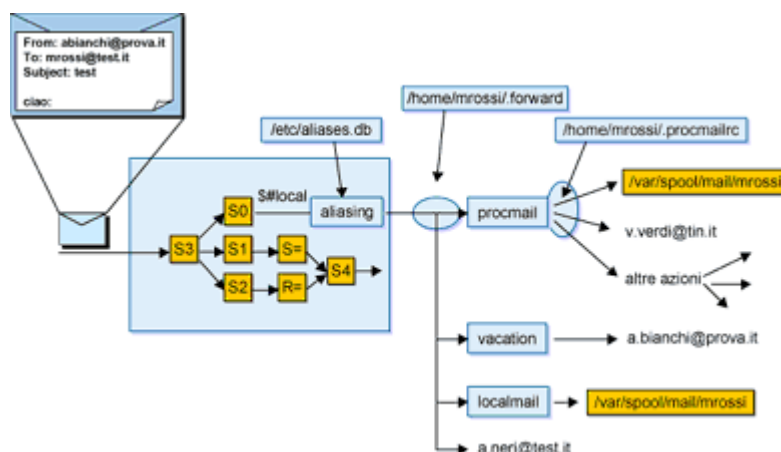 From: abianchi@prova.it
To: mrossi@test.it
Subject: test
ciao:
/home/mrossi/.forward
/etc/aliases.db
/home/mrossi/.procmailrc
$#local
S0
aliasing
procmail
/var/spool/mail/mrossi
v.verdi@tin.it
S3
S1
S=
S4
S2
R=
altre azioni
vacation
a.bianchi@prova.it
localmail
/var/spool/mail/mrossi
a.neri@test.it